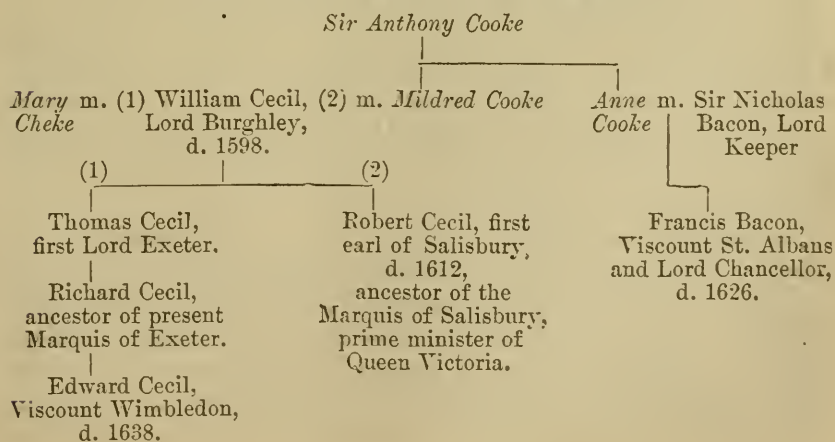 Sir Anthony Cooke
Mary m. (1) William Cecil, (2) m. Mildred Cooke
Cheke Lord Burghley,
d. 1598.
Anne m. Sir Nicholas
Cooke Bacon, Lord
Keeper
(1) (2)
Thomas Cecil,
first Lord Exeter.
Richard Cecil,
ancestor of present
Marquis of Exeter.
Edward Cecil,
Viscount Wimbledon,
d. 1638.
Robert Cecil, first
earl of Salisbury,
d. 1612,
ancestor of the
Marquis of Salisbury,
prime minister of
Queen Victoria.
Francis Bacon,
Viscount St. Albans
and Lord Chancellor,
d. 1626.